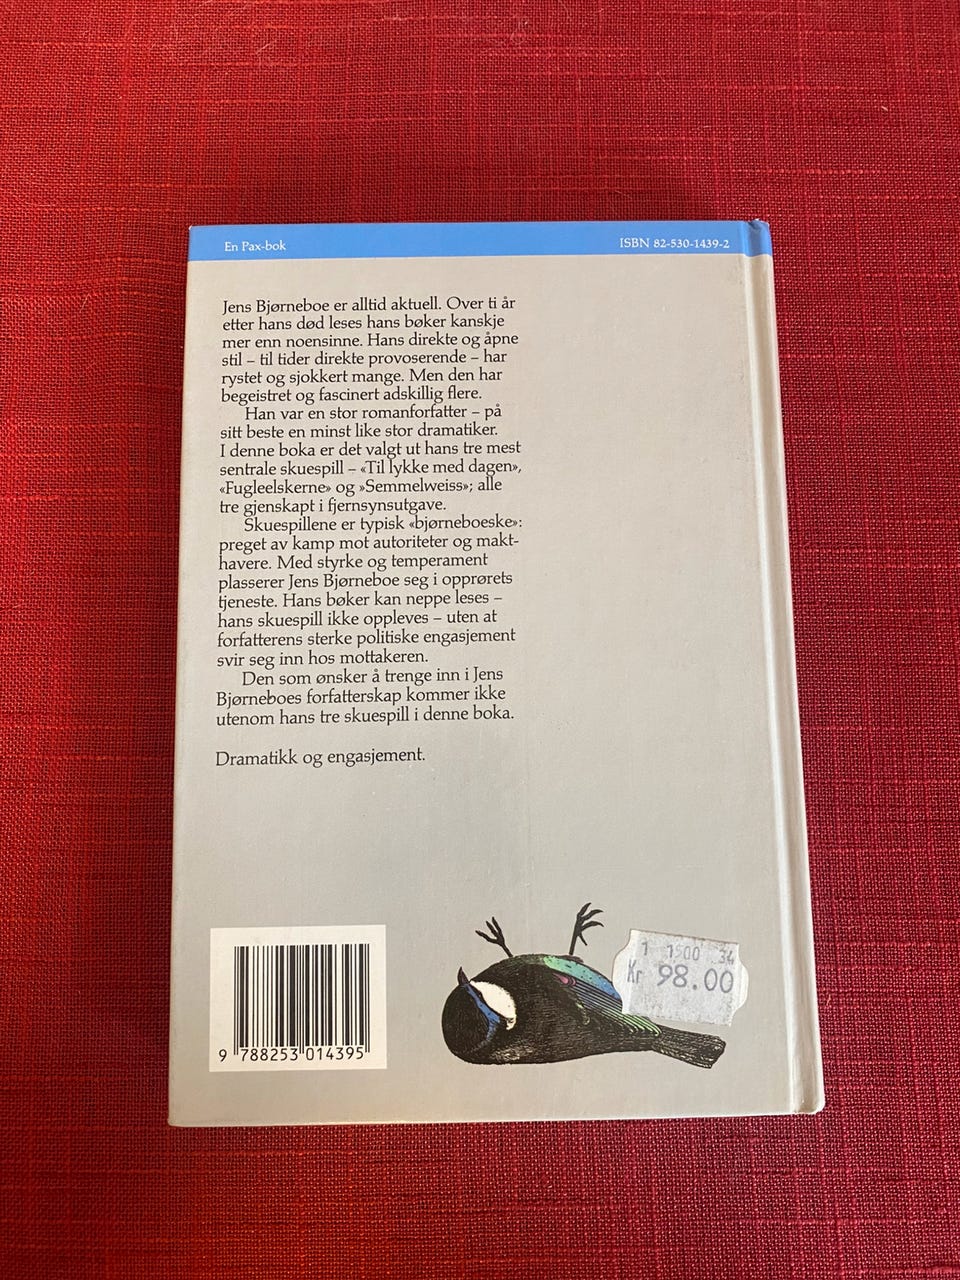 En Pax-bok
ISBN 82-530-1439-2
Jens Bjørneboe er alltid aktuell. Over ti år
etter hans død leses hans bøker kanskje
mer enn noensinne. Hans direkte og åpne
stil – til tider direkte provoserende – har
rystet og sjokkert mange. Men den har
begeistret og fascinert adskillig flere.
Han var en stor romanforfatter – på
sitt beste en minst like stor dramatiker.
I denne boka er det valgt ut hans tre mest
sentrale skuespill – «Til lykke med dagen»,
«Fugleelskerne» og »Semmelweiss»; alle
tre gjenskapt i fjernsynsutgave.
Skuespillene er typisk «bjørneboeske»:
preget av kamp mot autoriteter og makt-
havere. Med styrke og temperament
plasserer Jens Bjørneboe seg i opprørets
tjeneste. Hans bøker kan neppe leses –
hans skuespill ikke oppleves – uten at
forfatterens sterke politiske engasjement
svir seg inn hos mottakeren.
Den som ønsker å trenge inn i Jens
Bjørneboes forfatterskap kommer ikke
utenom hans tre skuespill i denne boka.
Dramatikk og engasjement.
1 1500 34
Kr 98.00
9 788253 014395